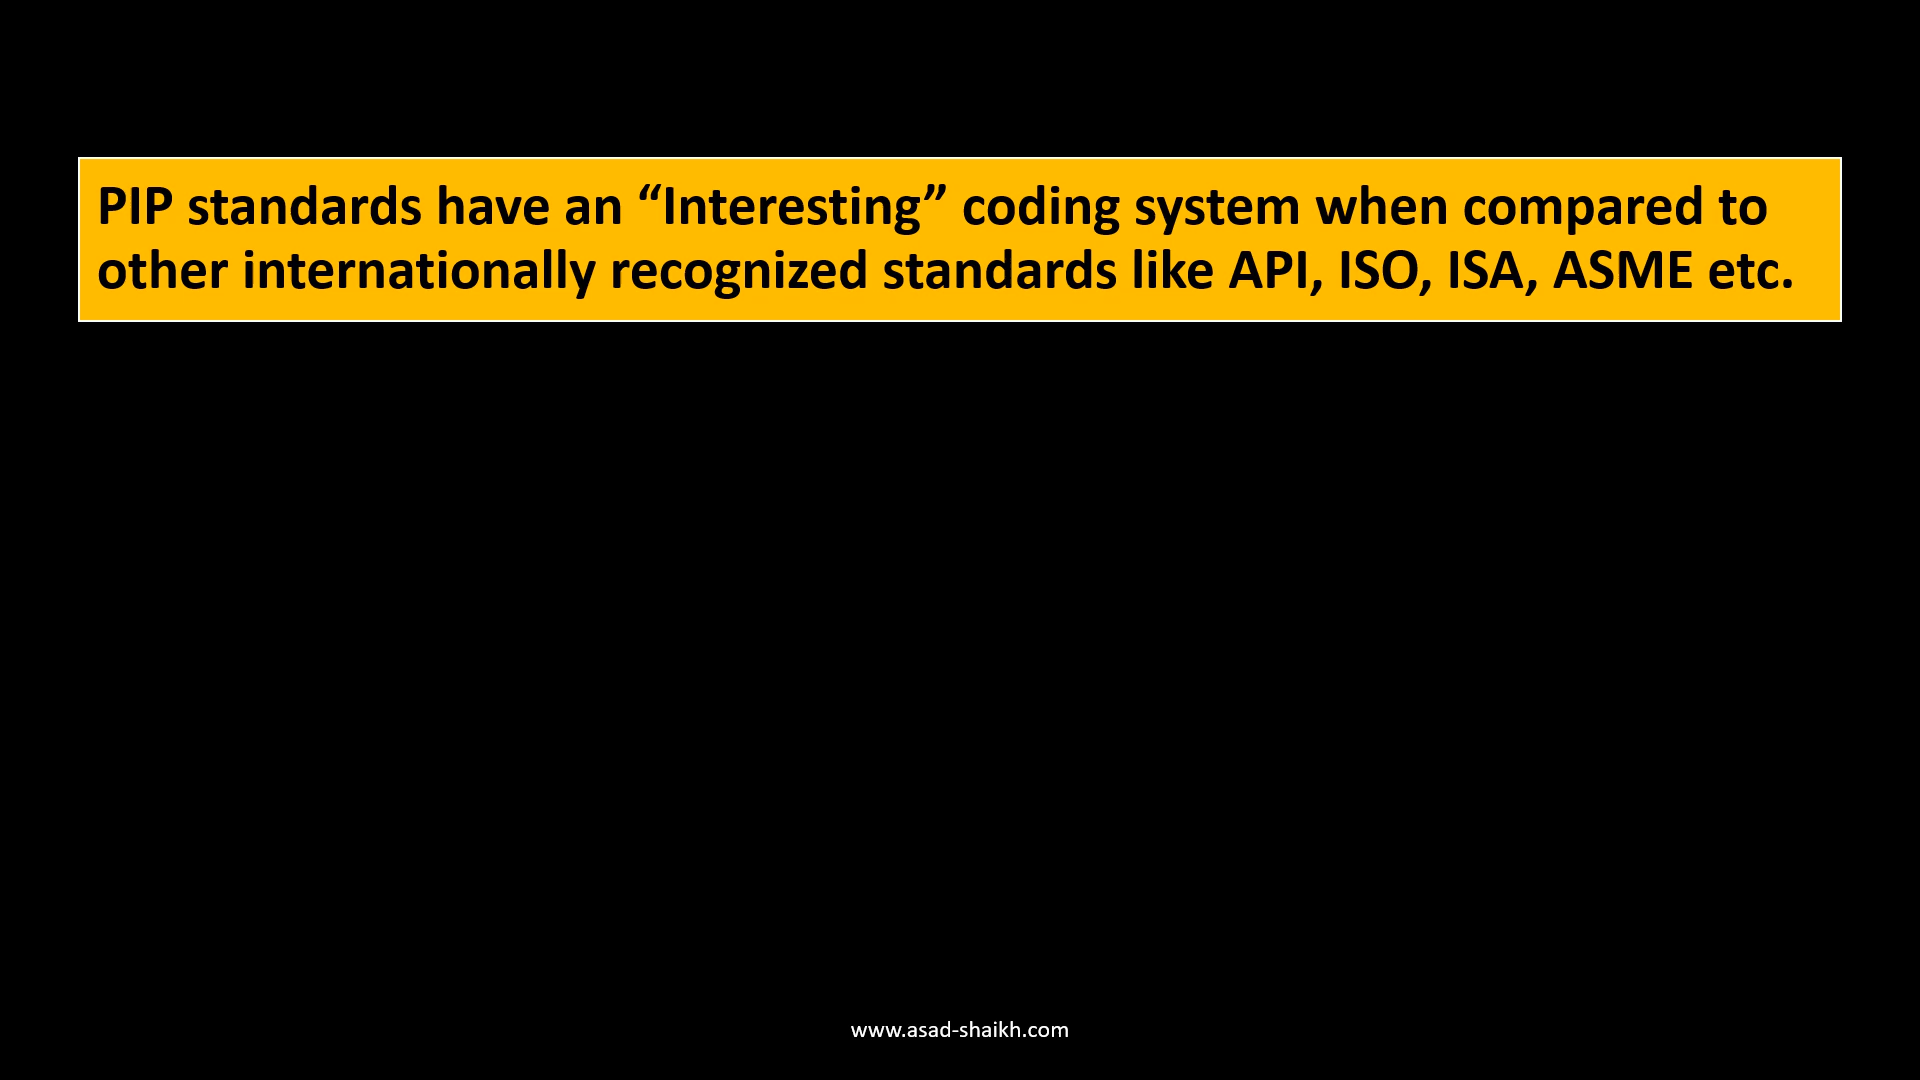 PIP standards have an “Interesting” coding system when compared to
other internationally recognized standards like API, ISO, ISA, ASME etc.
www.asad-shaikh.com